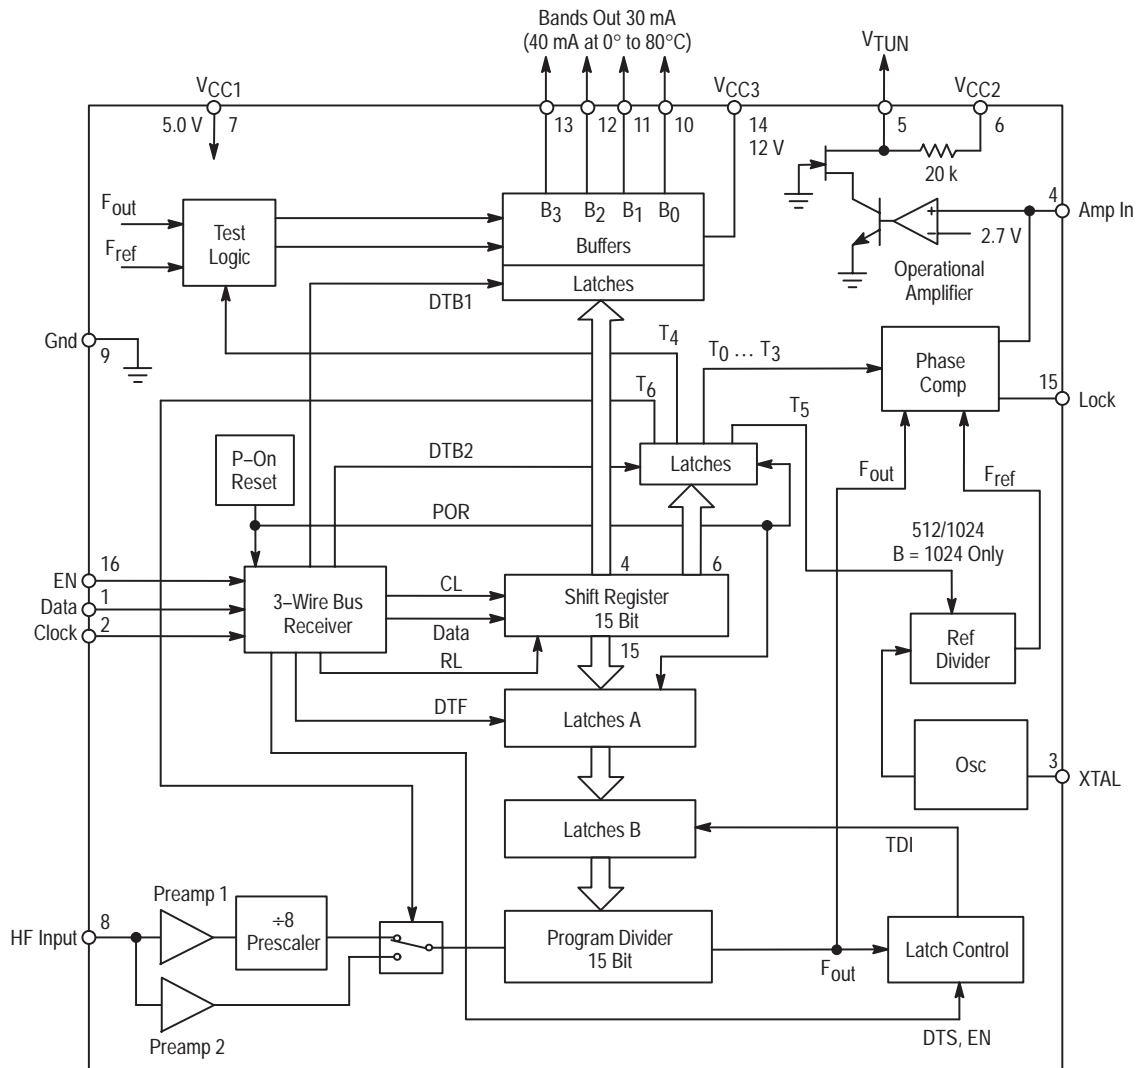 Bands Out 30 mA
(40 mA at 0° to 80°C)
VTUN
VCC1
VCC3
VCC2
5.0 V
7
13
12
11
10
14
12 V
5
6
20 k
4
Amp In
Fout
Fref
Test
Logic
B3 B2 B1 B0
Buffers
Latches
+
2.7 V
Operational
Amplifier
DTB1
Gnd
9
T4
T0 … T3
Phase
Comp
15
Lock
T6
T5
P–On
Reset
DTB2
Latches
Fout
Fref
POR
512/1024
B = 1024 Only
16
EN
1
Data
2
Clock
3–Wire Bus
Receiver
CL
Data
RL
4
6
Shift Register
15 Bit
15
Ref
Divider
DTF
Latches A
Osc
3
XTAL
Latches B
TDI
Preamp 1
8
HF Input
÷8
Prescaler
Program Divider
15 Bit
Fout
Latch Control
Preamp 2
DTS, EN